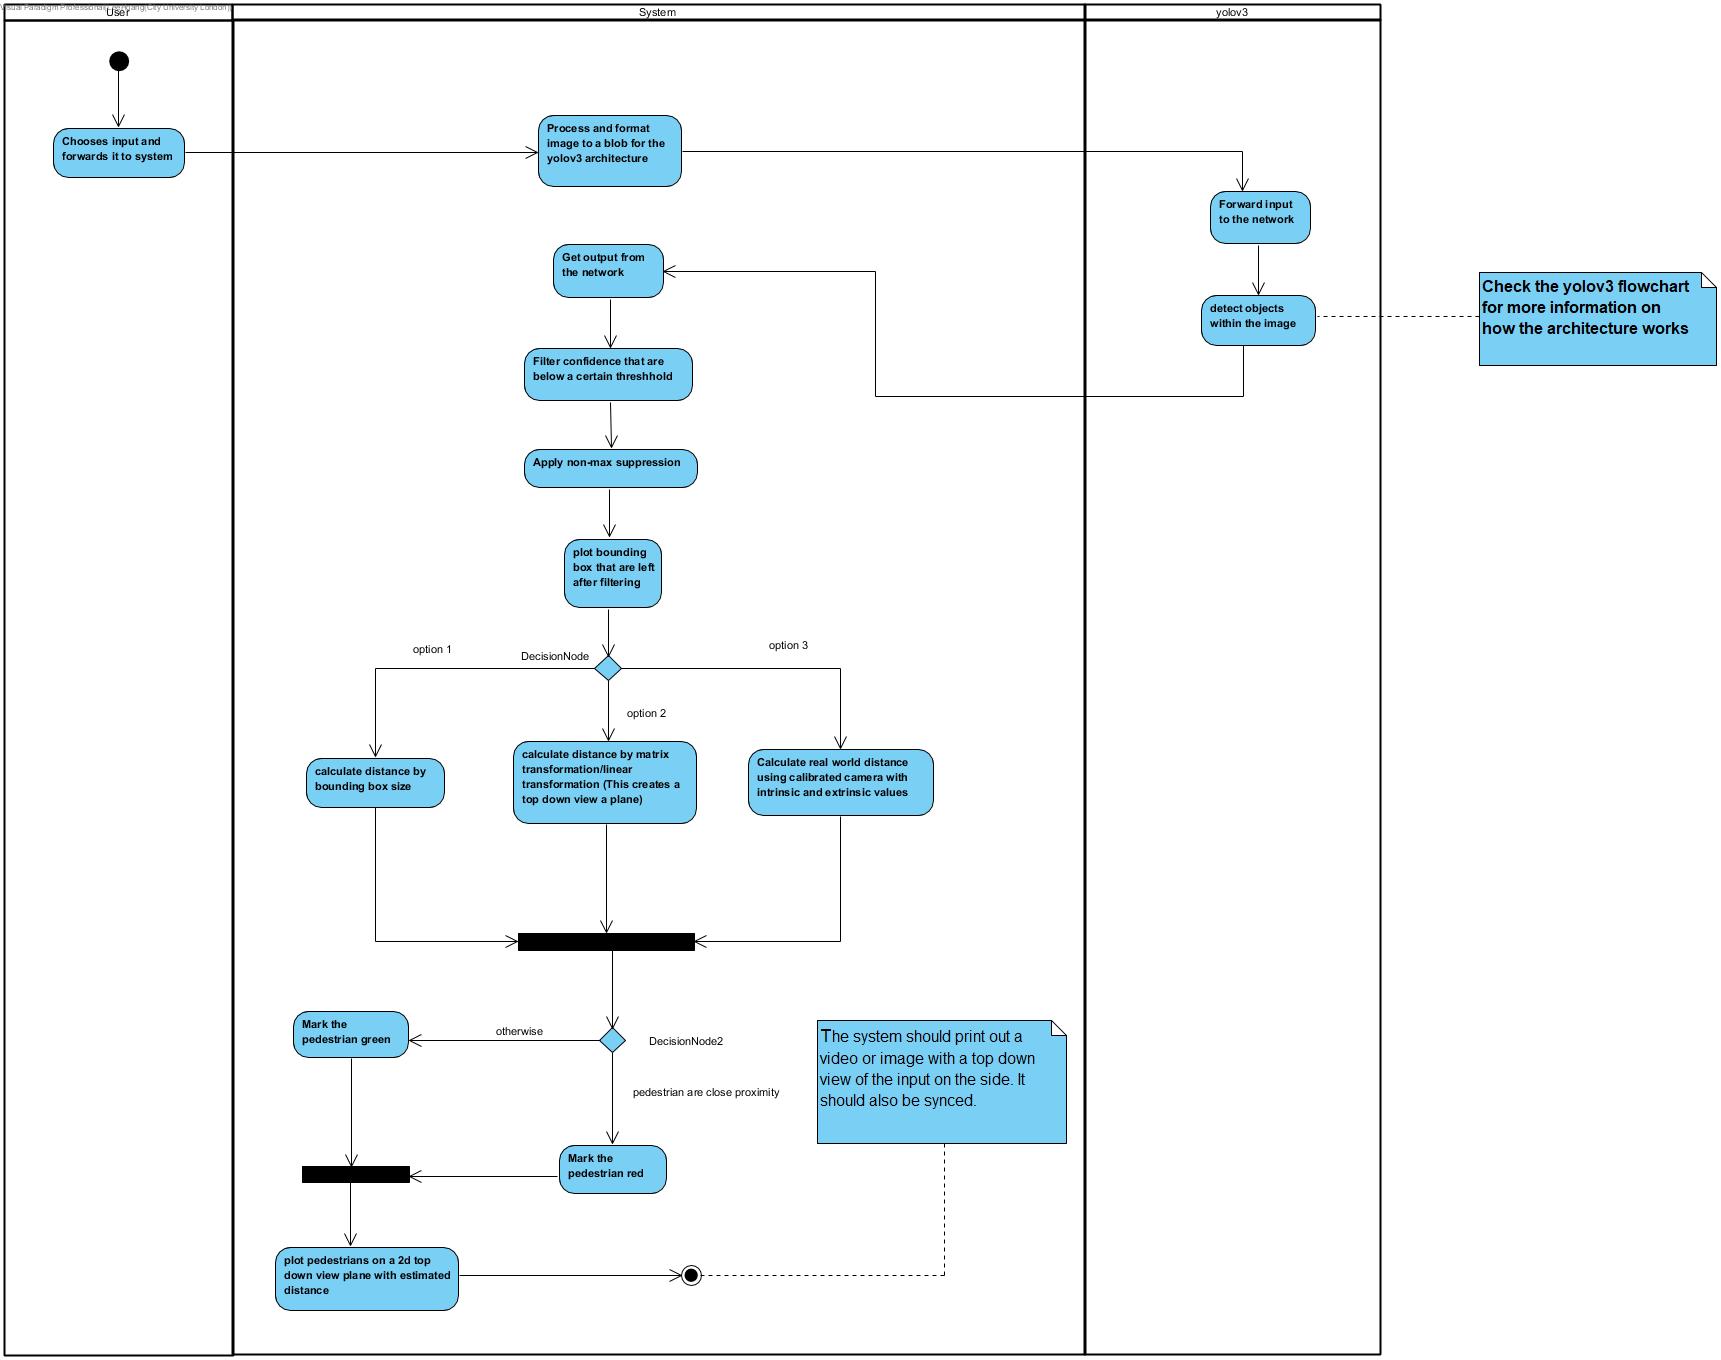 Visual Paradigm Professional(City University London)
User
System
yolov3
Chooses input and
forwards it to system
Process and format
image to a blob for the
yolov3 architecture
Forward input
to the network
Get output from
the network
detect objects
within the image
Check the yolov3 flowchart
for more information on
how the architecture works
Filter confidence that are
below a certain threshhold
Apply non-max suppression
plot bounding
box that are left
after filtering
option 1
DecisionNode
option 3
option 2
calculate distance by
bounding box size
calculate distance by matrix
transformation/linear
transformation (This creates a
top down view a plane)
Calculate real world distance
using calibrated camera with
intrinsic and extrinsic values
Mark the
pedestrian green
otherwise
DecisionNode2
pedestrian are close proximity
The system should print out a
video or image with a top down
view of the input on the side. It
should also be synced.
Mark the
pedestrian red
plot pedestrians on a 2d top
down view plane with estimated
distance